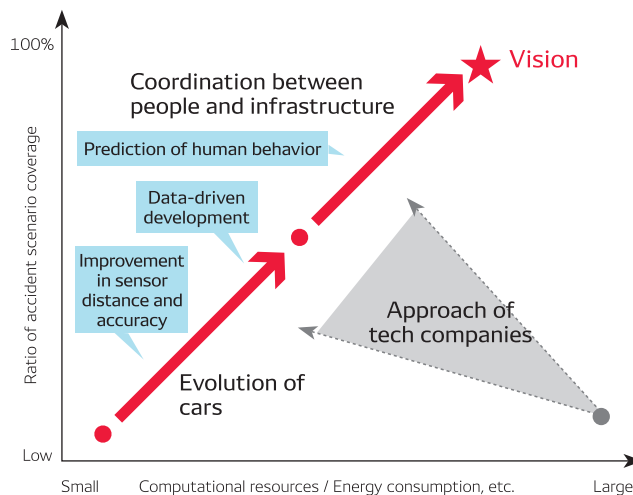 100%
Vision
Coordination between
people and infrastructure
Prediction of human behavior
Data-driven
development
Improvement
in sensor
distance and
accuracy
Approach of
tech companies
Evolution of
cars
Ratio of accident scenario coverage
Low
Small
Computational resources / Energy consumption, etc.
Large